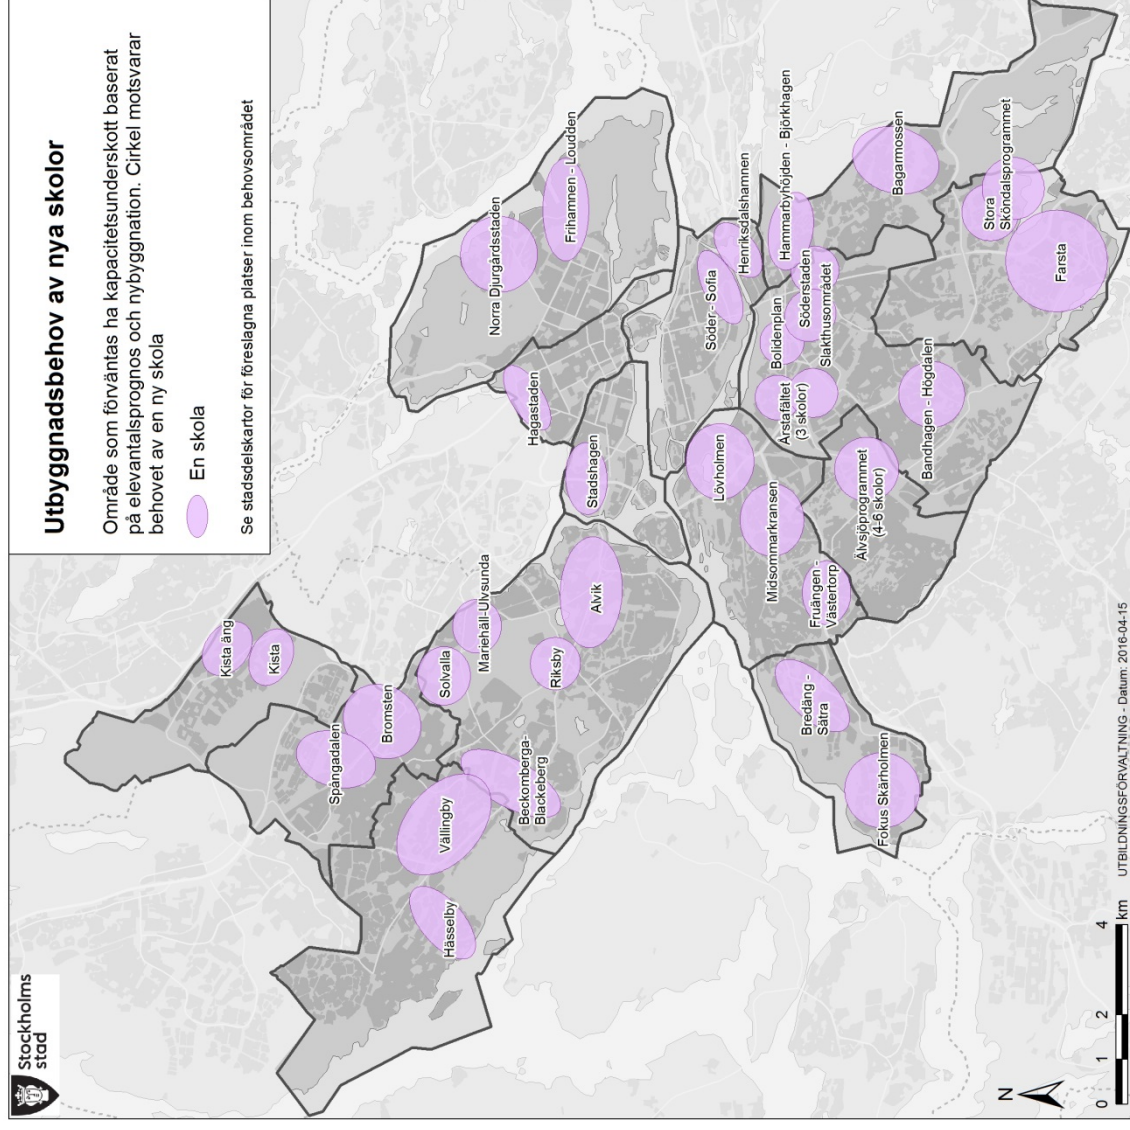 Stockholms
stad
Utbyggnadsbehov av nya skolor
Område som förväntas ha kapacitetsunderskott baserat
på elevantalsprognos och nybyggnation. Cirkel motsvarar
behovet av en ny skola
En skola
Se stadsdelskartor för föreslagna platser inom behovsområdet
Kista äng
Kista
Spångadalen
Bromsten
Solvalla
Mariehäll-Ulvsunda
Hässelby
Vällingby
Beckomberga-
Blackeberg
Riksby
Alvik
Stadshagen
Hagastaden
Norra Djurgårdsstaden
Frihamnen - Loudden
Söder - Sofia
Henriksdalshamnen
Hammarbyhöjden - Björkhagen
Lövholmen
Midsommarkransen
Fruängen -
Västertorp
Årstafältet
(3 skolor)
Bolidenplan
Söderstaden
Slakthusområdet
Bagarmossen
Bredäng -
Sätra
Fokus Skärholmen
Älvsjöprogrammet
(4-6 skolor)
Bandhagen - Högdalen
Stora
Sköndalsprogrammet
Farsta
N
0 1 2 4
km
UTBILDNINGSFÖRVALTNING - Datum: 2016-04-15